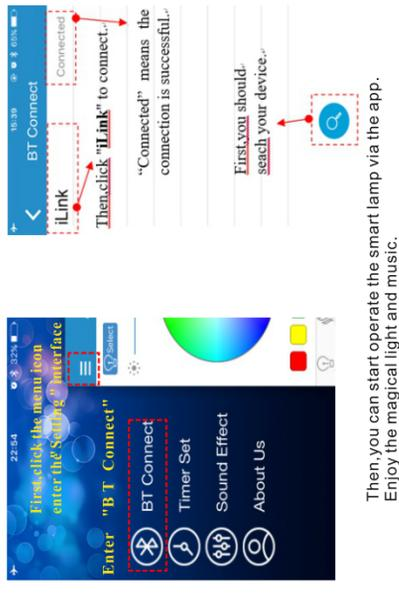 22:54
32%
First,click the menu icon
enter the"Setting" interface
Enter "B T Connect"
Select
BT Connect
Timer Set
Sound Effect
About Us
15:39
65%
BT Connect
iLink
Connected
Then,click "iLink" to connect.
"Connected" means the
connection is successful.
First,you should
seach your device.
Then,you can start operate the smart lamp via the app.
Enjoy the magical light and music.